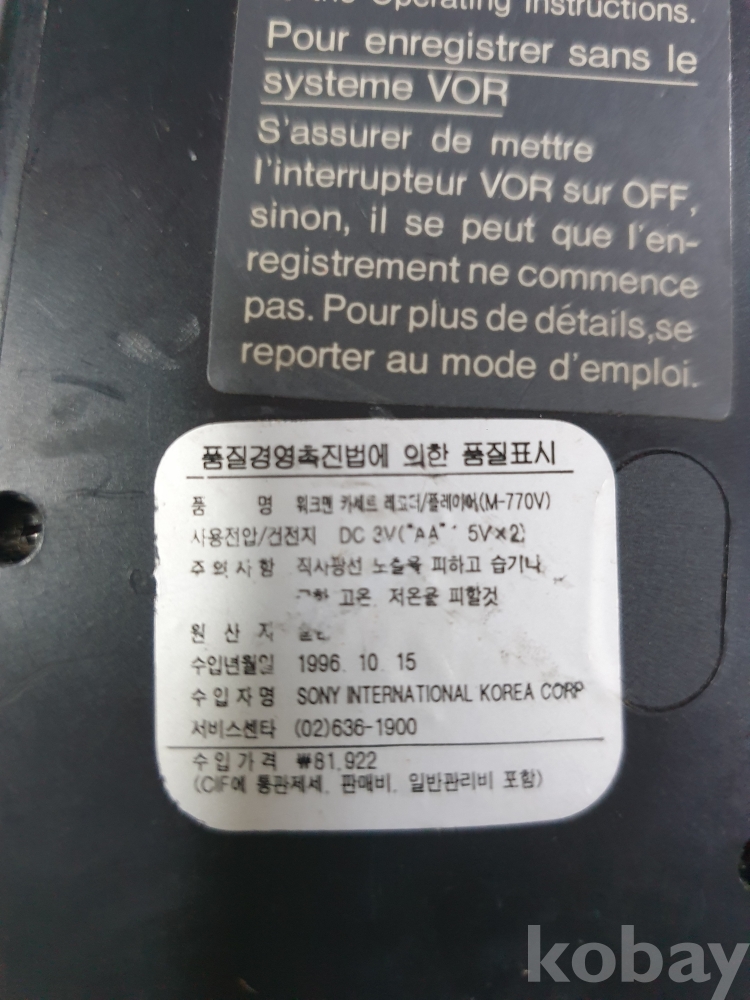 the Operating Instructions.
Pour enregistrer sans le
systeme VOR
S'assurer de mettre
l'interrupteur VOR sur OFF,
sinon, il se peut que l'en-
registrement ne commence
pas. Pour plus de détails,se
reporter au mode d'emploi.
품질경영촉진법에 의한 품질표시
품 명 워크맨 카세트 레코더/플레이어(M-770V)
사용전압/건전지 DC 3V("AA" 5V×2)
주의사항 직사광선 노출을 피하고 습기나
고온 저온을 피할것
원 산 지
수입년월일 1996. 10. 15
수입자명 SONY INTERNATIONAL KOREA CORP
서비스센타 (02)636-1900
수입가격 ₩81,922
(CIF에 통관제세, 판매비, 일반관리비 포함)
kobay